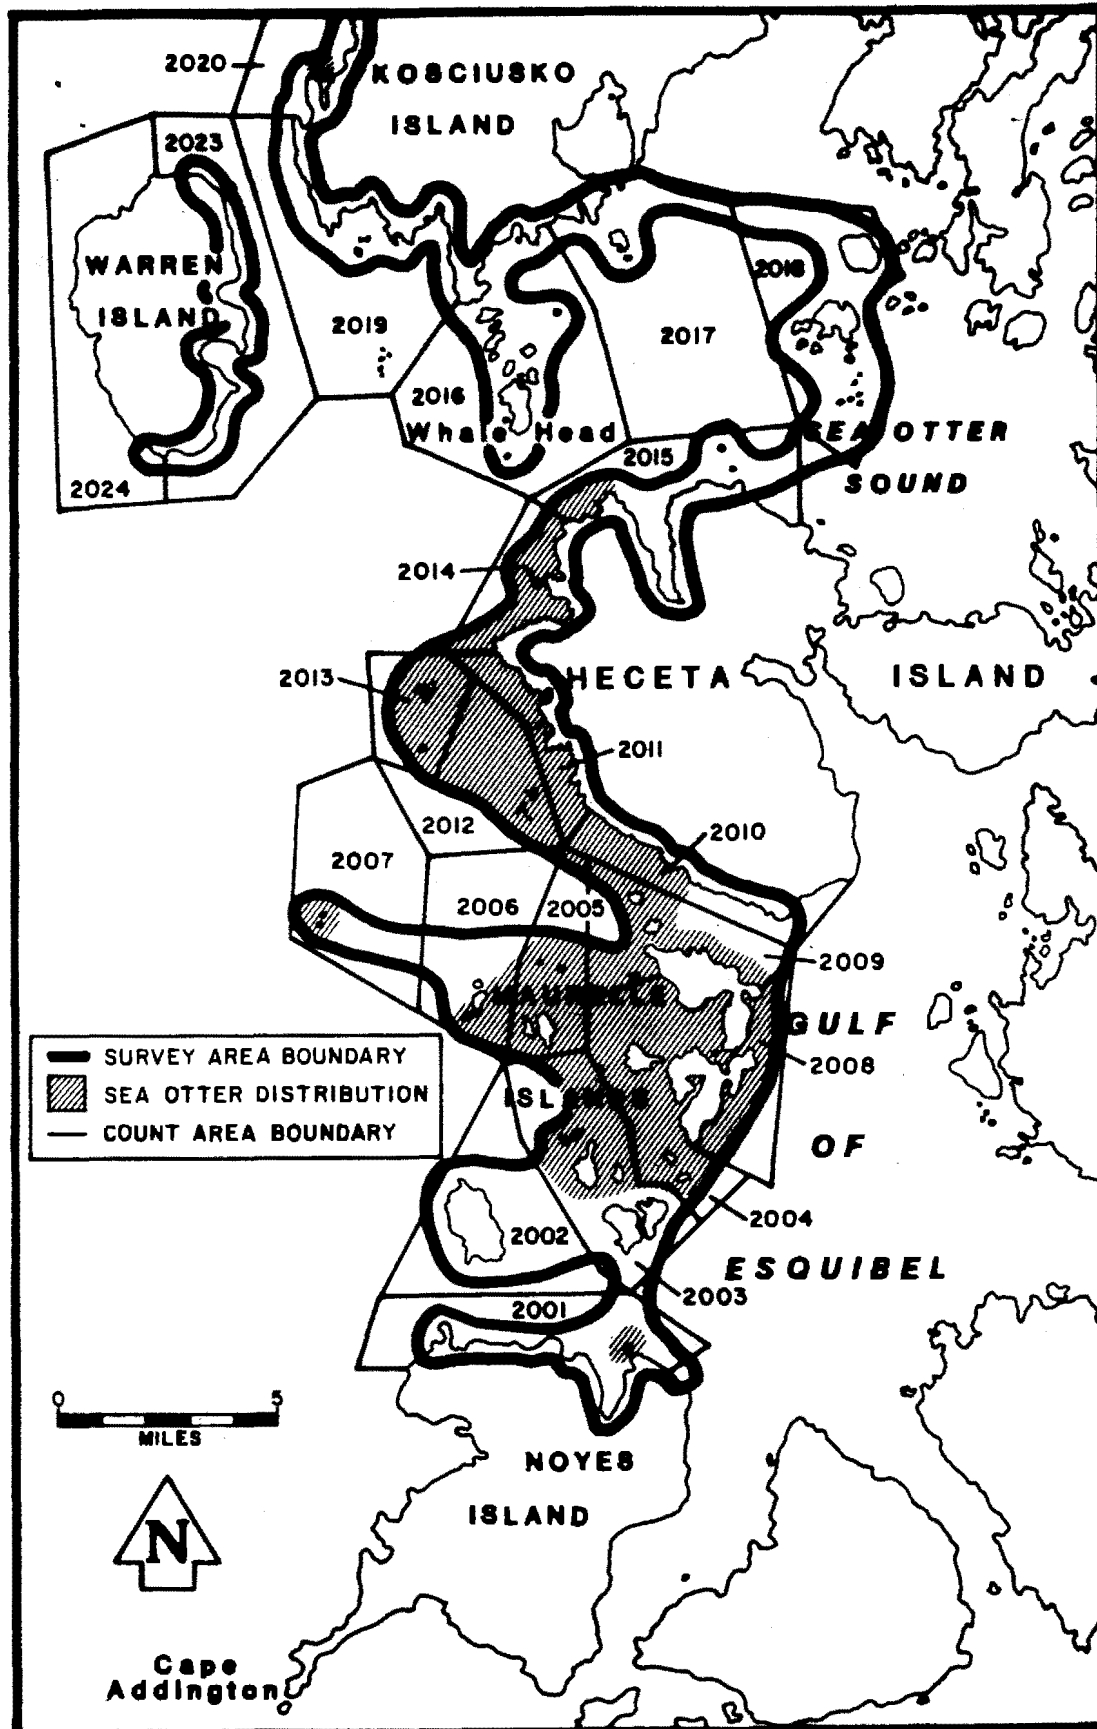 2020
KOSCIUSKO
ISLAND
2023
WARREN
ISLAND
2018
2019
2017
2016
Whale Head
SEA OTTER
SOUND
2015
2024
2014
HECETA
ISLAND
2013
2011
2012
2010
2007
2006
2005
2009
MAURELLE
GULF
2008
ISLANDS
SURVEY AREA BOUNDARY
SEA OTTER DISTRIBUTION
COUNT AREA BOUNDARY
OF
2004
2002
ESQUIBEL
2003
2001
0
5
MILES
NOYES
ISLAND
N
Cape
Addington